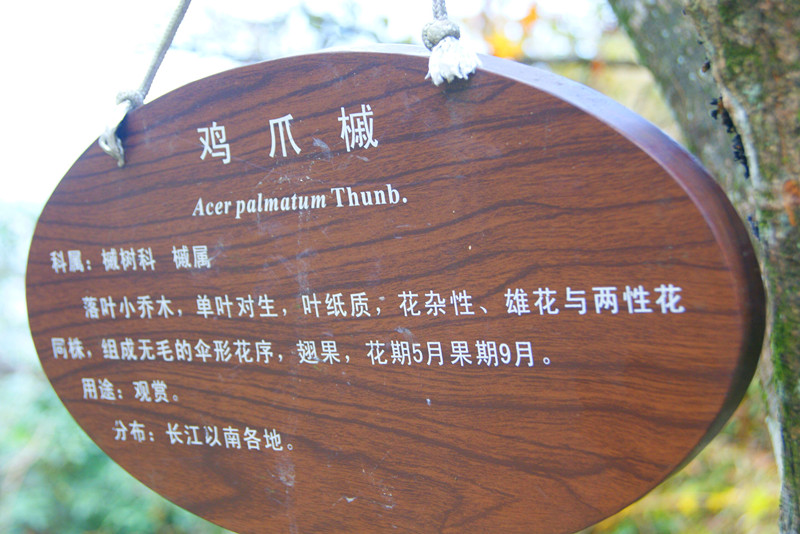 鸡爪槭
Acer palmatum Thunb.
科属：槭树科 槭属
落叶小乔木，单叶对生，叶纸质，花杂性、雄花与两性花
同株，组成无毛的伞形花序，翅果，花期5月果期9月。
用途：观赏。
分布：长江以南各地。